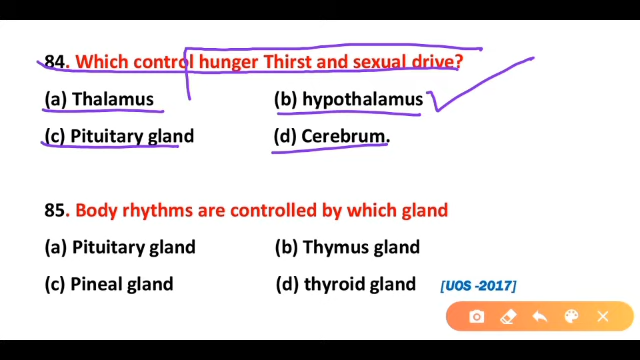 84. Which control hunger Thirst and sexual drive?
(a) Thalamus (b) hypothalamus
(c) Pituitary gland (d) Cerebrum.
85. Body rhythms are controlled by which gland
(a) Pituitary gland (b) Thymus gland
(c) Pineal gland (d) thyroid gland [UOS -2017]